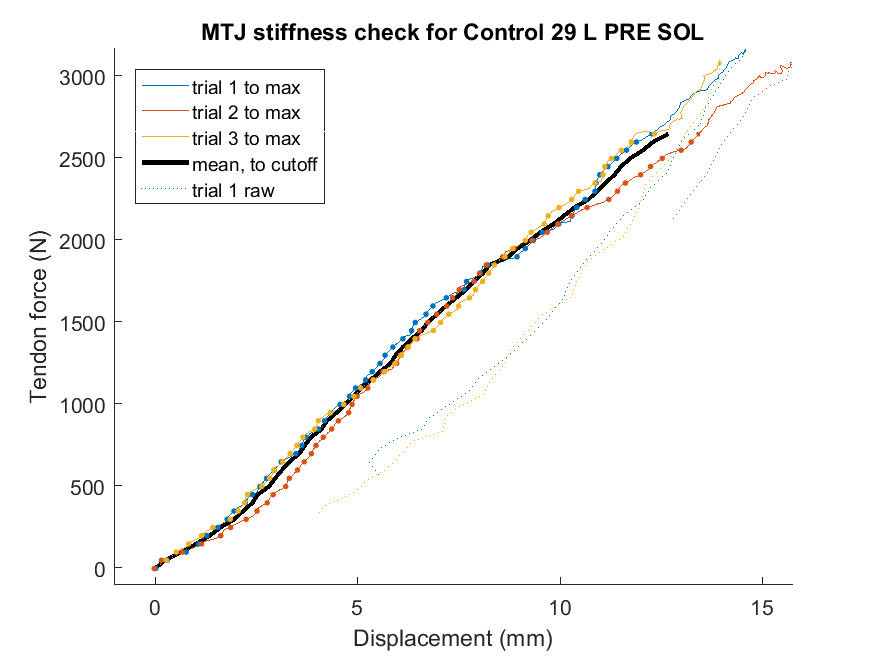 MTJ stiffness check for Control 29 L PRE SOL
3000
2500
2000
1500
1000
500
0
Tendon force (N)
trial 1 to max
trial 2 to max
trial 3 to max
mean, to cutoff
trial 1 raw
0
5
10
15
Displacement (mm)